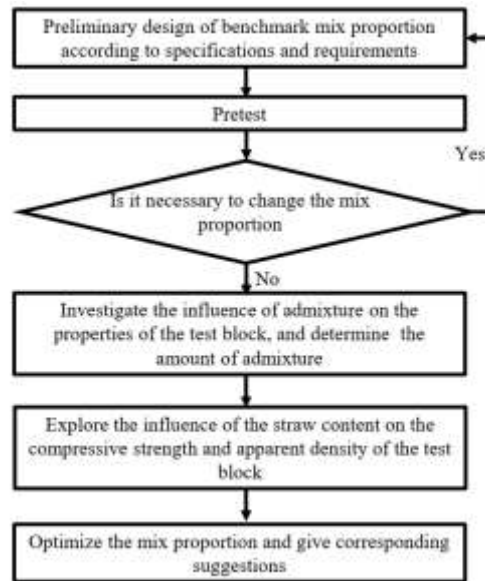 Preliminary design of benchmark mix proportion
according to specifications and requirements
Pretest
Yes
Is it necessary to change the mix
proportion
No
Investigate the influence of admixture on the
properties of the test block, and determine the
amount of admixture
Explore the influence of the straw content on the
compressive strength and apparent density of the test
block
Optimize the mix proportion and give corresponding
suggestions